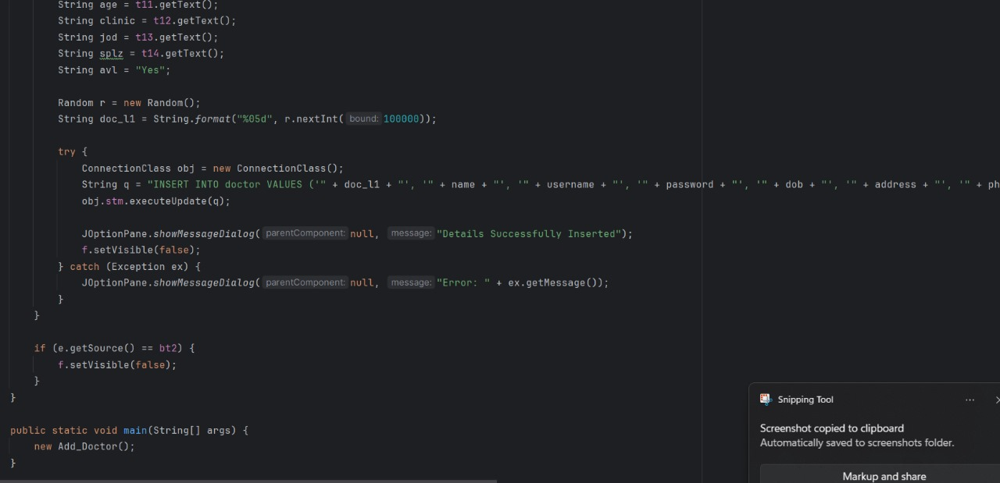 String age = t11.getText();
String clinic = t12.getText();
String jod = t13.getText();
String splz = t14.getText();
String avl = "Yes";
Random r = new Random();
String doc_l1 = String.format("%05d", r.nextInt( bound: 100000));
try {
ConnectionClass obj = new ConnectionClass();
String q = "INSERT INTO doctor VALUES ('" + doc_l1 + "', '" + name + "', '" + username + "', '" + password + "', '" + dob + "', '" + address + "', '" + ph
obj.stm.executeUpdate(q);
JOptionPane.showMessageDialog( parentComponent: null, message: "Details Successfully Inserted");
f.setVisible(false);
} catch (Exception ex) {
JOptionPane.showMessageDialog( parentComponent: null, message: "Error: " + ex.getMessage());
}
}
if (e.getSource() == bt2) {
f.setVisible(false);
}
}
public static void main(String[] args) {
new Add_Doctor();
}
Snipping Tool
Screenshot copied to clipboard
Automatically saved to screenshots folder.
Markup and share